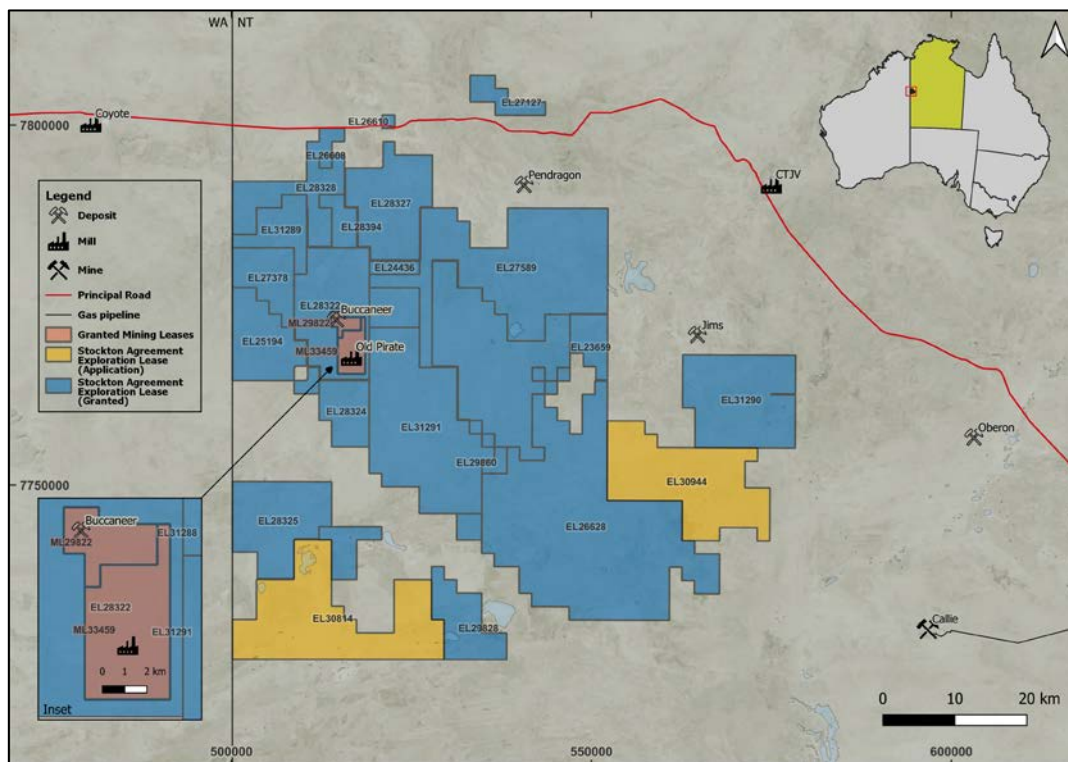 WA NT
EL27127
Coyote
7800000
EL26610
EL26608
Pendragon
CTJV
EL28328
Legend
Deposit
Mill
Mine
Principal Road
Gas pipeline
Granted Mining Leases
Stockton Agreement
Exploration Lease
(Application)
Stockton Agreement
Exploration Lease
(Granted)
EL28327
EL31289
EL28394
EL24436
EL27589
EL27378
EL28322
Buccaneer
ML29822
Jims
EL25194
ML33459
Old Pirate
EL23659
EL28324
EL31290
EL31291
Oberon
EL29860
EL30944
7750000
EL28325
EL26628
EL30814
EL29828
Callie
Buccaneer
EL31288
ML29822
EL28322
ML33459
EL31291
0 1 2 km
Inset
0 10 20 km
500000
550000
600000